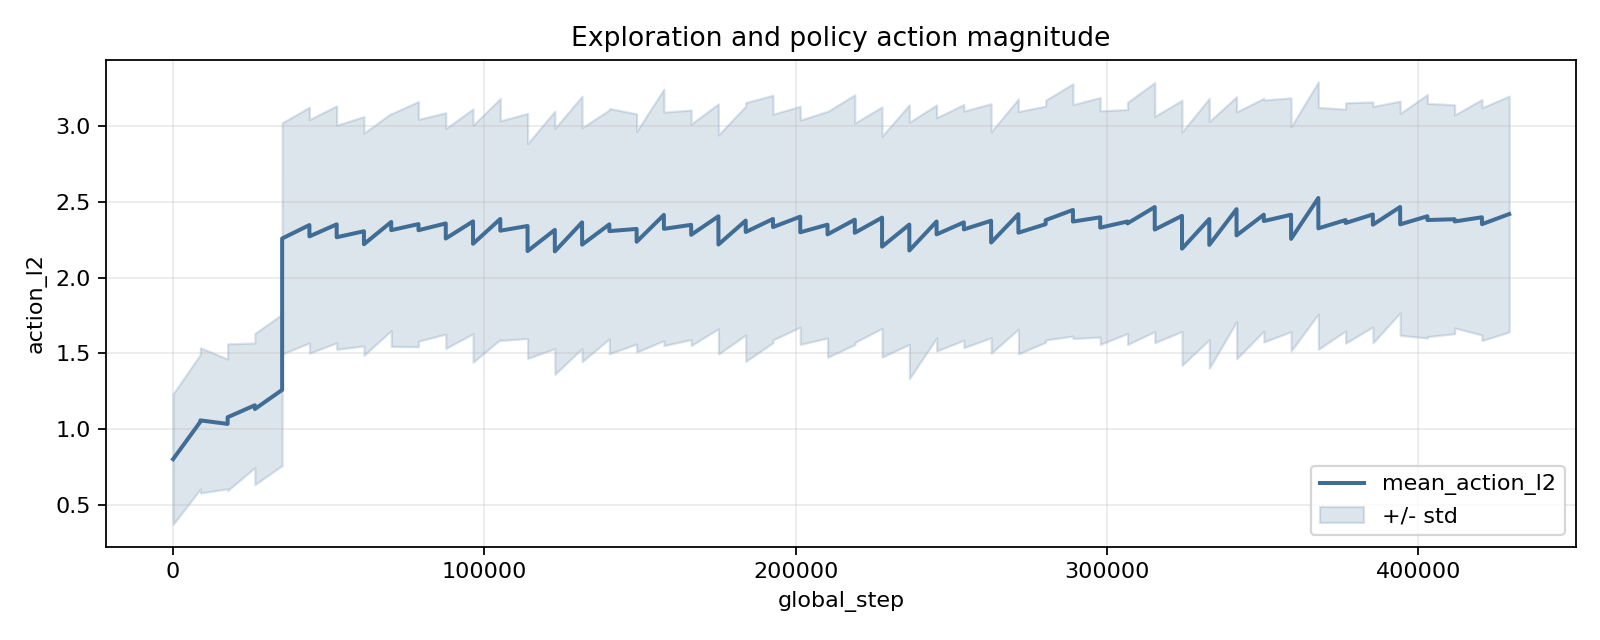 Exploration and policy action magnitude
action_l2
3.0
2.5
2.0
1.5
1.0
0.5
mean_action_l2
+/- std
0
100000
200000
300000
400000
global_step